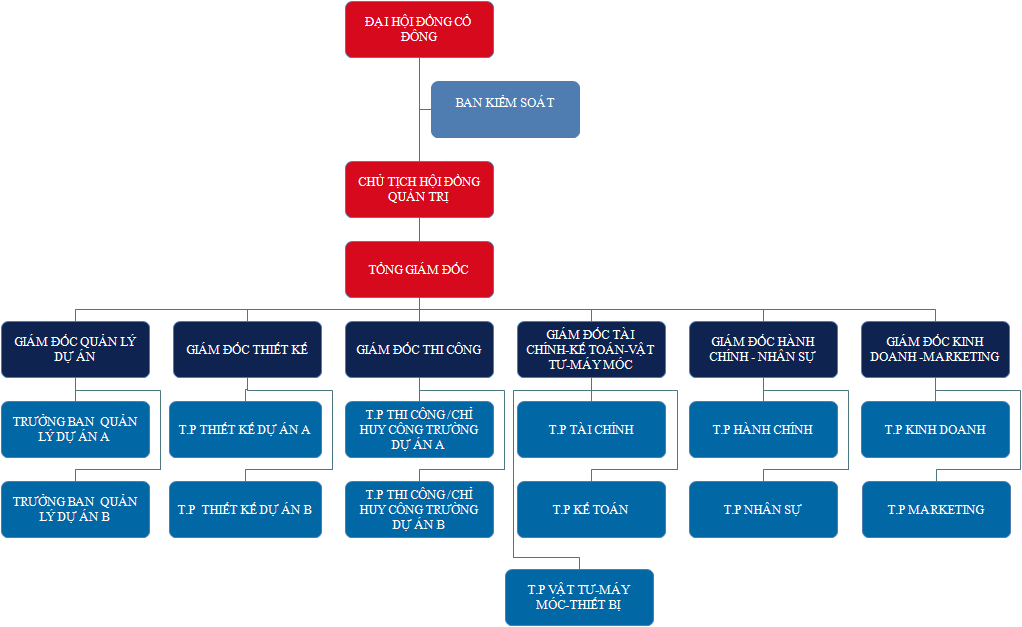 ĐẠI HỘI ĐỒNG CỔ
ĐÔNG
BAN KIỂM SOÁT
CHỦ TỊCH HỘI ĐỒNG
QUẢN TRỊ
TỔNG GIÁM ĐỐC
GIÁM ĐỐC QUẢN LÝ
DỰ ÁN
GIÁM ĐỐC THIẾT KẾ
GIÁM ĐỐC THI CÔNG
GIÁM ĐỐC TÀI
CHÍNH-KẾ TOÁN-VẬT
TƯ-MÁY MÓC
GIÁM ĐỐC HÀNH
CHÍNH - NHÂN SỰ
GIÁM ĐỐC KINH
DOANH -MARKETING
TRƯỞNG BAN QUẢN
LÝ DỰ ÁN A
T.P THIẾT KẾ DỰ ÁN A
T.P THI CÔNG /CHỈ
HUY CÔNG TRƯỜNG
DỰ ÁN A
T.P TÀI CHÍNH
T.P HÀNH CHÍNH
T.P KINH DOANH
TRƯỞNG BAN QUẢN
LÝ DỰ ÁN B
T.P THIẾT KẾ DỰ ÁN B
T.P THI CÔNG /CHỈ
HUY CÔNG TRƯỜNG
DỰ ÁN B
T.P KẾ TOÁN
T.P NHÂN SỰ
T.P MARKETING
T.P VẬT TƯ-MÁY
MÓC-THIẾT BỊ